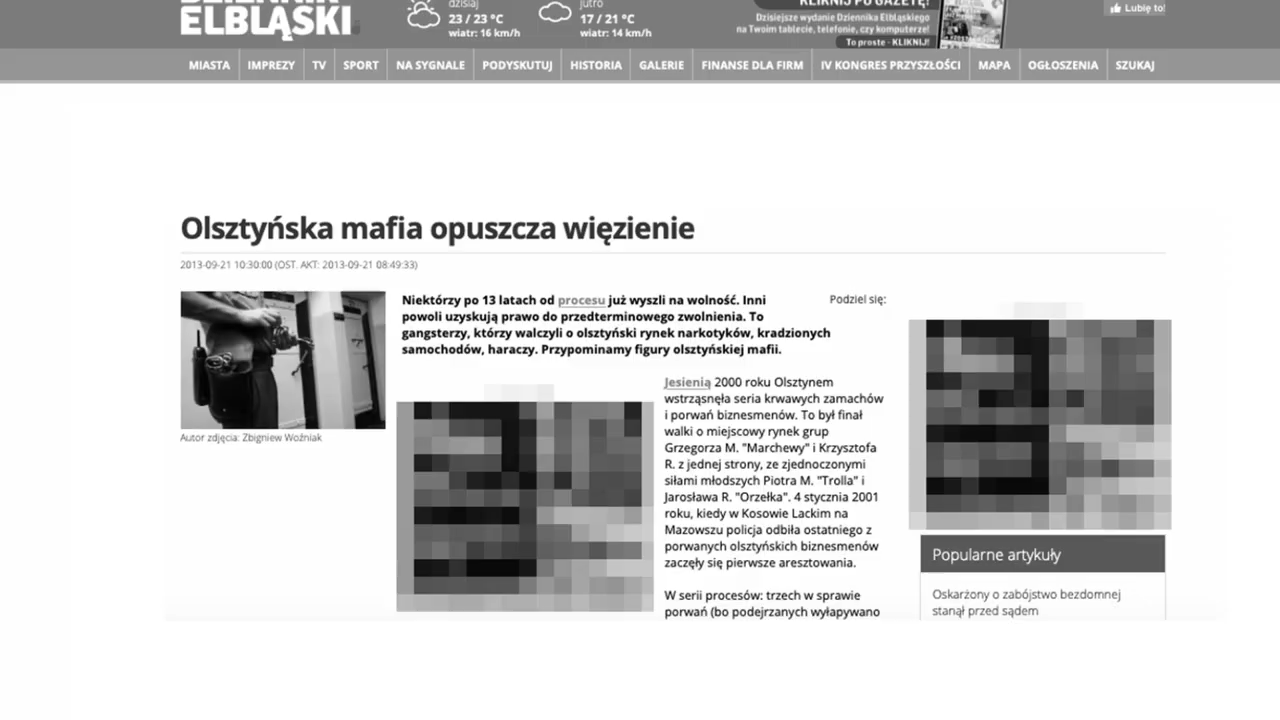 DZIENNIK
ELBLĄSKI
dzisiaj
23 / 23 °C
wiatr: 16 km/h
jutro
17 / 21 °C
wiatr: 14 km/h
KLIKNIJ PO GAZETĘ!
Dzisiejsze wydanie Dziennika Elbląskiego
na Twoim tablecie, telefonie, czy komputerze!
To proste - KLIKNIJ!
Lubię to!
MIASTA IMPREZY TV SPORT NA SYGNALE PODYSKUTUJ HISTORIA GALERIE FINANSE DLA FIRM IV KONGRES PRZYSZŁOŚCI MAPA OGŁOSZENIA SZUKAJ
Olsztyńska mafia opuszcza więzienie
2013-09-21 10:30:00 (OST. AKT: 2013-09-21 08:49:33)
Autor zdjęcia: Zbigniew Woźniak
Niektórzy po 13 latach od procesu już wyszli na wolność. Inni
powoli uzyskują prawo do przedterminowego zwolnienia. To
gangsterzy, którzy walczyli o olsztyński rynek narkotyków, kradzionych
samochodów, haraczy. Przypominamy figury olsztyńskiej mafii.
Podziel się:
Jesienią 2000 roku Olsztynem
wstrząsnęła seria krwawych zamachów
i porwań biznesmenów. To był finał
walki o miejscowy rynek grup
Grzegorza M. "Marchewy" i Krzysztofa
R. z jednej strony, ze zjednoczonymi
siłami młodszych Piotra M. "Trolla" i
Jarosława R. "Orzełka". 4 stycznia 2001
roku, kiedy w Kosowie Lackim na
Mazowszu policja odbiła ostatniego z
porwanych olsztyńskich biznesmenów
zaczęły się pierwsze aresztowania.
W serii procesów: trzech w sprawie
porwań (bo podejrzanych wyłapywano
Popularne artykuły
Oskarżony o zabójstwo bezdomnej
stanął przed sądem